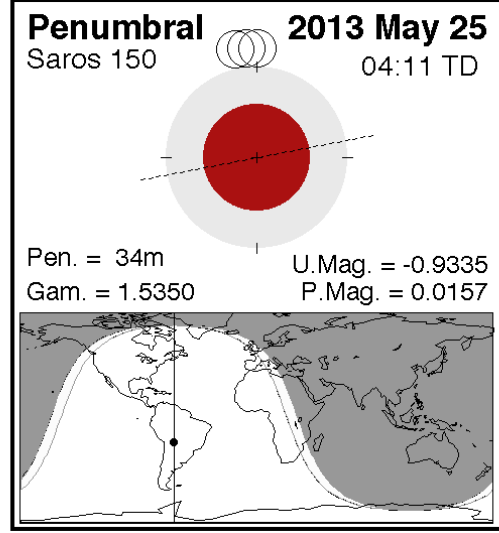 Penumbral 2013 May 25
Saros 150 04:11 TD
Pen. = 34m U.Mag. = -0.9335
Gam. = 1.5350 P.Mag. = 0.0157